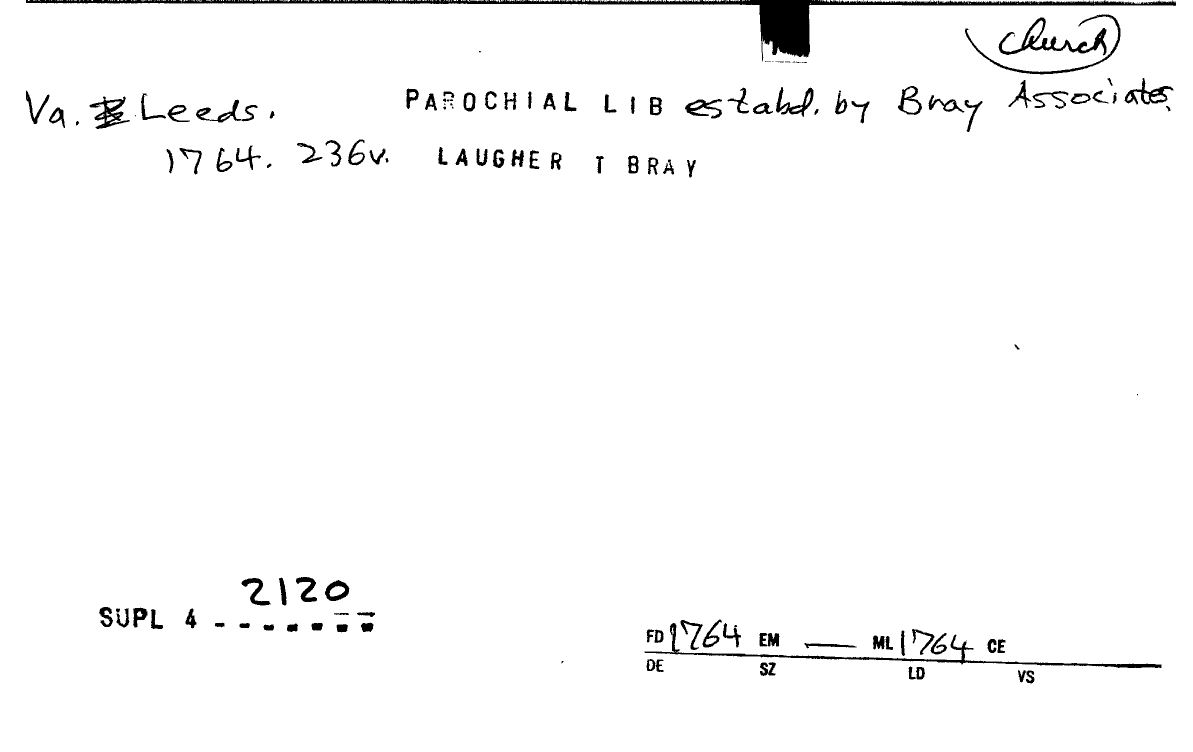 church
Va. Leeds. PAROCHIAL LIB estabd. by Bray Associates.
1764. 236v. LAUGHER T BRAY
2120
SUPL 4 - - - - - - -
FD 1764 EM — ML 1764 CE
DE SZ LD VS